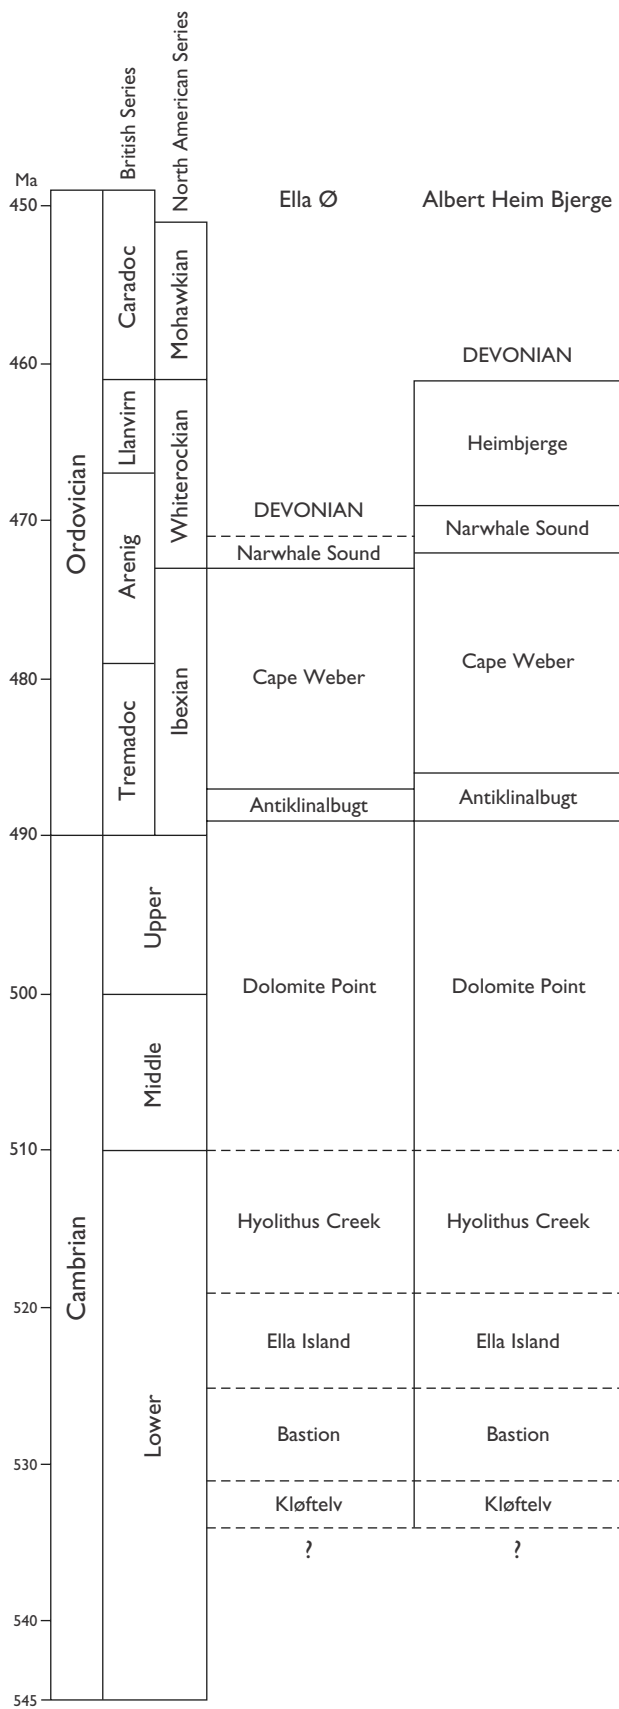 British Series
North American Series
Ma
Ella Ø
Albert Heim Bjerge
450
460
470
480
490
500
510
520
530
540
545
Ordovician
Cambrian
Caradoc
Llanvirn
Arenig
Tremadoc
Upper
Middle
Lower
Mohawkian
Whiterockian
Ibexian
DEVONIAN
Narwhale Sound
Cape Weber
Antiklinalbugt
Dolomite Point
Hyolithus Creek
Ella Island
Bastion
Kløftelv
?
DEVONIAN
Heimbjerge
Narwhale Sound
Cape Weber
Antiklinalbugt
Dolomite Point
Hyolithus Creek
Ella Island
Bastion
Kløftelv
?